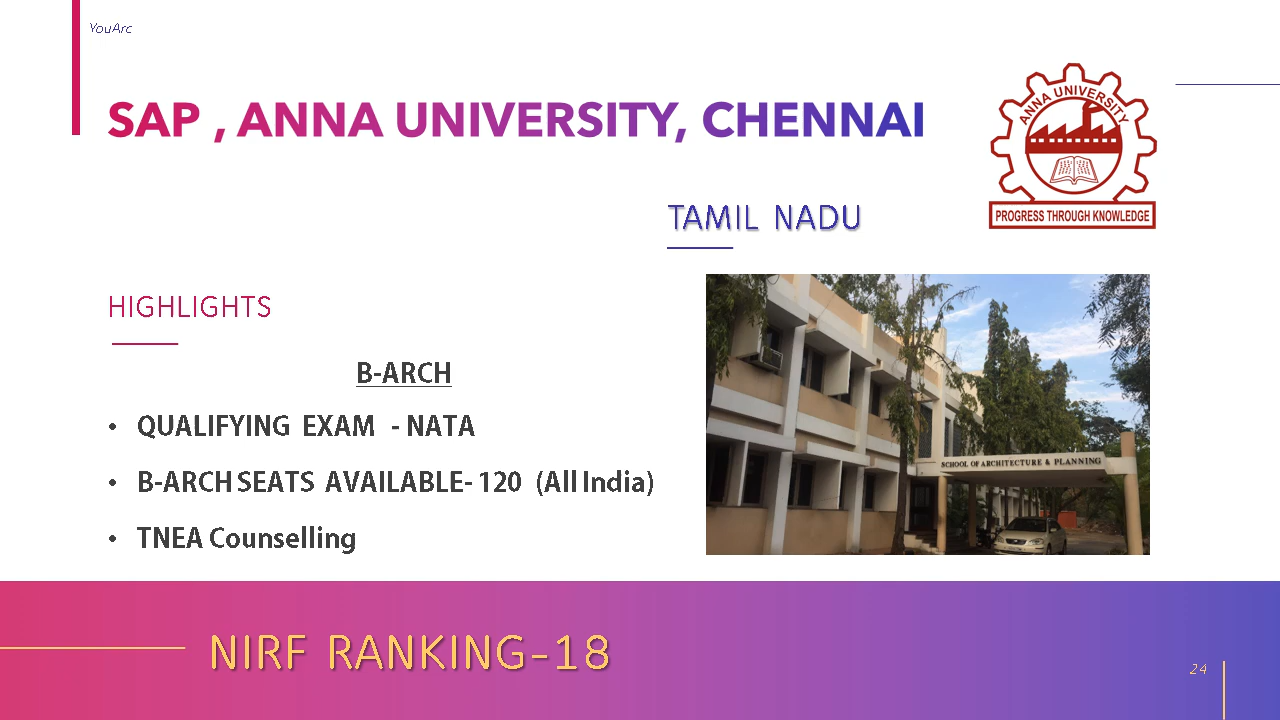 YouArc
SAP , ANNA UNIVERSITY, CHENNAI
ANNA UNIVERSITY
PROGRESS THROUGH KNOWLEDGE
TAMIL NADU
HIGHLIGHTS
B-ARCH
• QUALIFYING EXAM - NATA
• B-ARCH SEATS AVAILABLE- 120 (All India)
• TNEA Counselling
SCHOOL OF ARCHITECTURE & PLANNING
NIRF RANKING-18
24